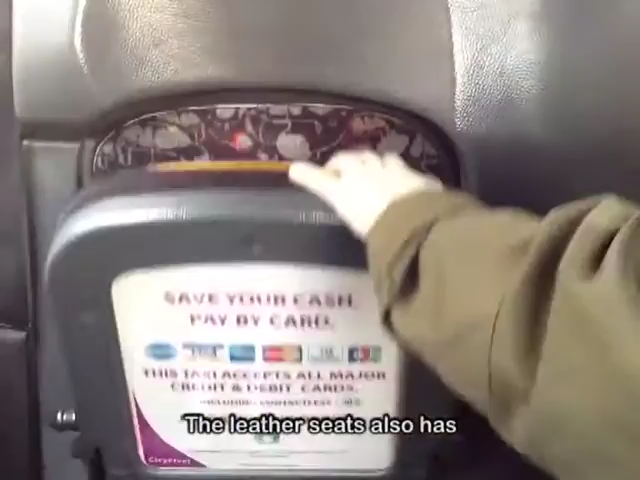 SAVE YOUR CASH
PAY BY CARD.
THIS TAXI ACCEPTS ALL MAJOR
CREDIT & DEBIT CARDS.
The leather seats also has